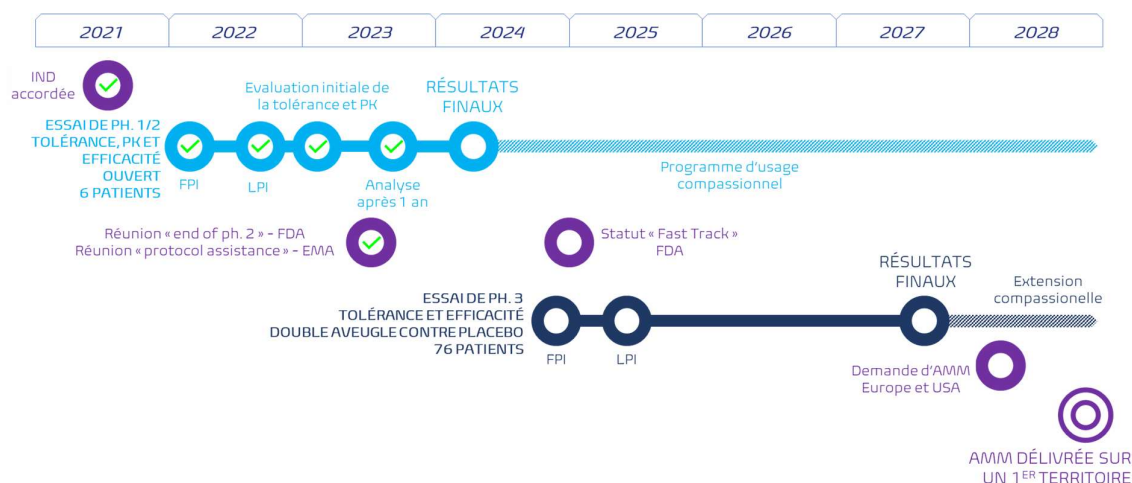 2021
2022
2023
2024
2025
2026
2027
2028
IND
accordée
Evaluation initiale de
la tolérance et PK
RÉSULTATS
FINAUX
ESSAI DE PH. 1/2
TOLÉRANCE, PK ET
EFFICACITÉ
OUVERT
6 PATIENTS
FPI
LPI
Analyse
après 1 an
Programme d'usage
compassionnel
Réunion « end of ph. 2 » - FDA
Réunion « protocol assistance » - EMA
Statut « Fast Track »
FDA
RÉSULTATS
FINAUX
Extension
compassionelle
ESSAI DE PH. 3
TOLÉRANCE ET EFFICACITÉ
DOUBLE AVEUGLE CONTRE PLACEBO
76 PATIENTS
FPI
LPI
Demande d'AMM
Europe et USA
AMM DÉLIVRÉE SUR
UN 1ER TERRITOIRE